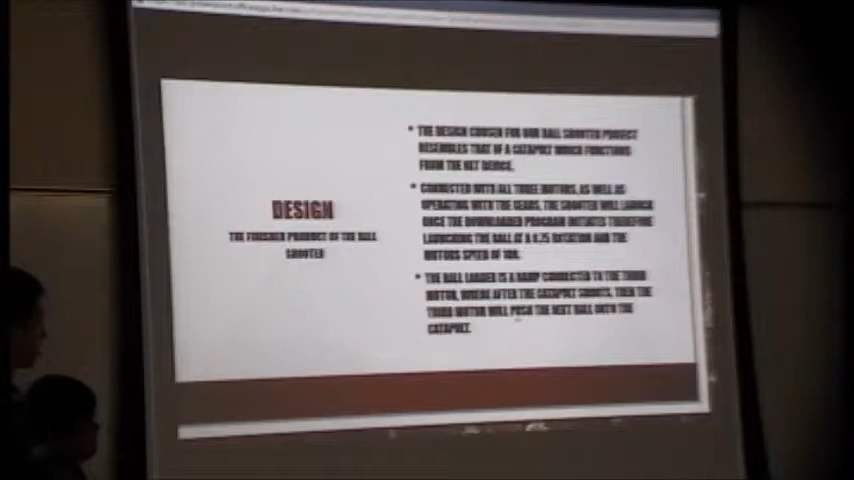 DESIGN
THE FINISHED PRODUCT OF THE BALL
SHOOTER
• THE DESIGN CHOSEN FOR OUR BALL SHOOTER PROJECT
RESEMBLES THAT OF A CATAPULT WHICH FUNCTIONS
FROM THE NXT DEVICE.
• CONNECTED WITH ALL THREE MOTORS, AS WELL AS
OPERATING WITH THE GEARS, THE SHOOTER WILL LAUNCH
ONCE THE DOWNLOADED PROGRAM INITIATES THEREFORE
LAUNCHING THE BALL AT A 0.75 ROTATION AND THE
MOTORS SPEED OF 100.
• THE BALL LOADER IS A RAMP CONNECTED TO THE THIRD
MOTOR, WHERE AFTER THE CATAPULT SHOOTS, THEN THE
THIRD MOTOR WILL PUSH THE NEXT BALL ONTO THE
CATAPULT.